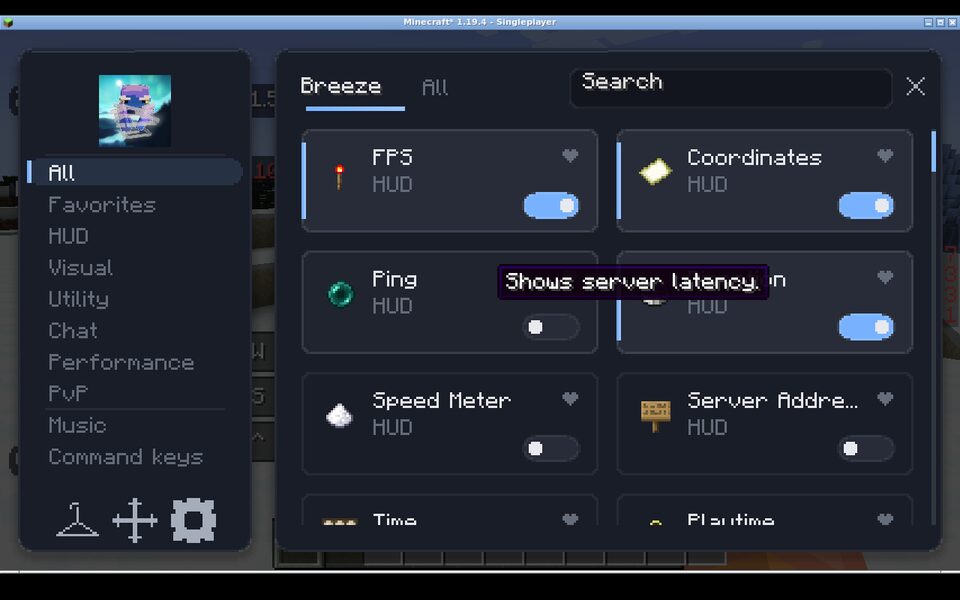 Minecraft* 1.19.4 - Singleplayer
Breeze
All
Search
All
Favorites
HUD
Visual
Utility
Chat
Performance
PvP
Music
Command keys
FPS
HUD
Coordinates
HUD
Ping
HUD
Shows server latency.
HUD
Speed Meter
HUD
Server Addre...
HUD
Time
Playtime
W
S